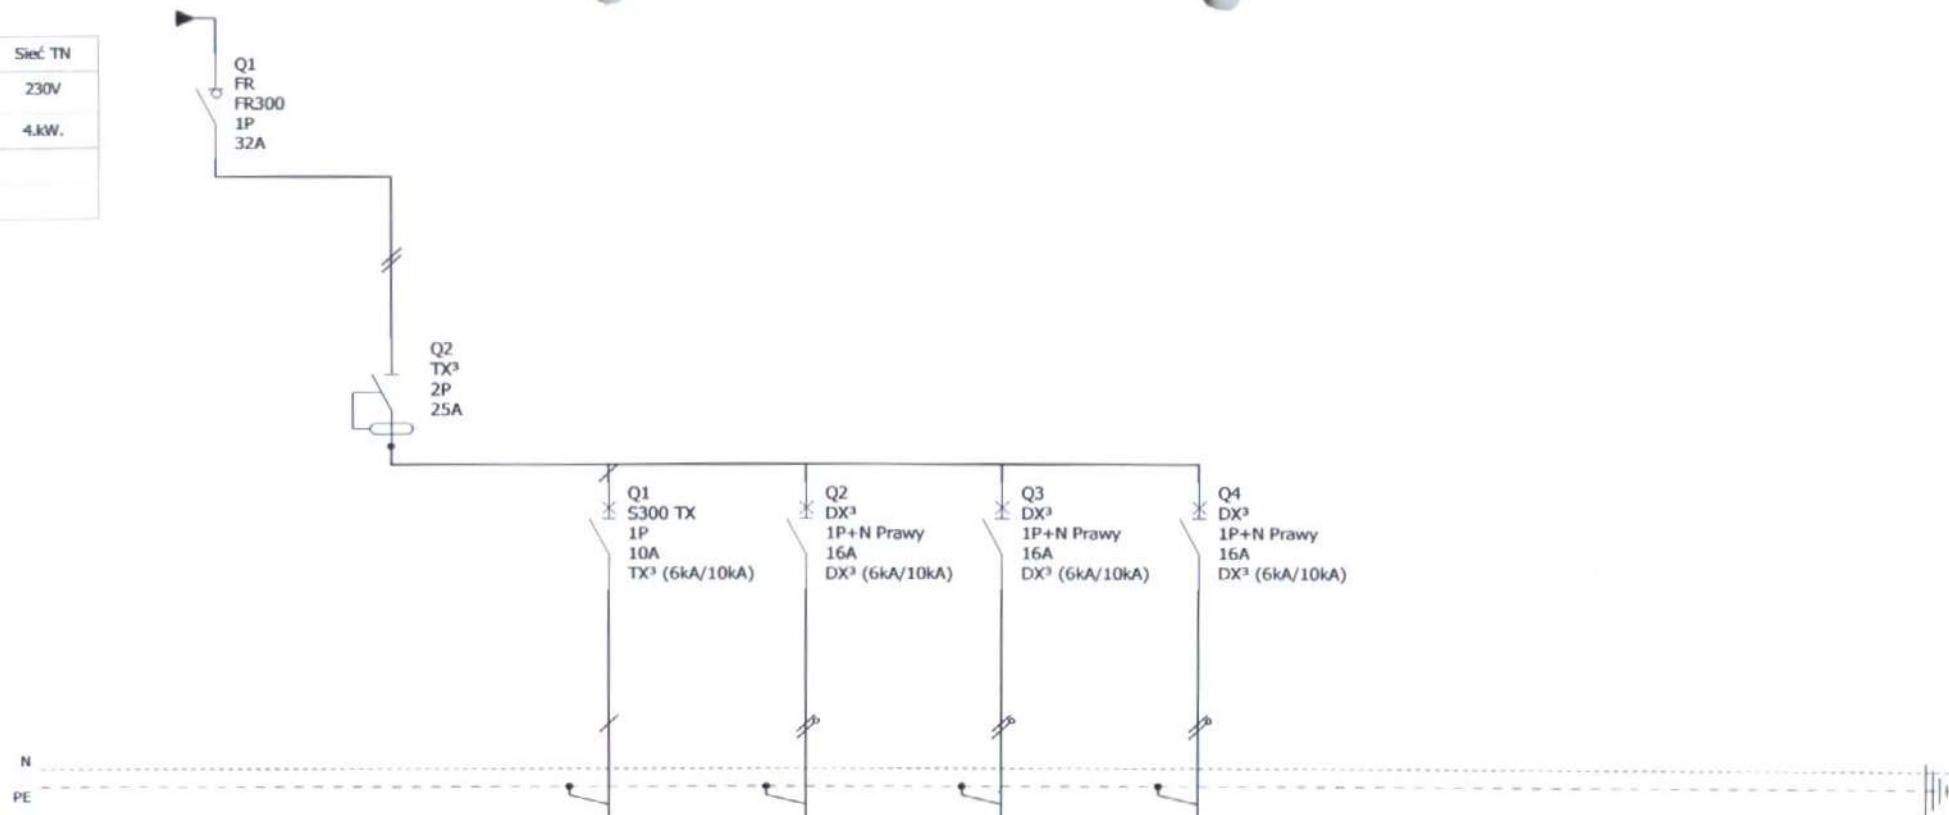 Sieć TN
230V
4.kW.
Q1
FR
FR300
1P
32A
Q2
TX³
2P
25A
Q1
S300 TX
1P
10A
TX³ (6kA/10kA)
Q2
DX³
1P+N Prawy
16A
DX³ (6kA/10kA)
Q3
DX³
1P+N Prawy
16A
DX³ (6kA/10kA)
Q4
DX³
1P+N Prawy
16A
DX³ (6kA/10kA)
N
PE